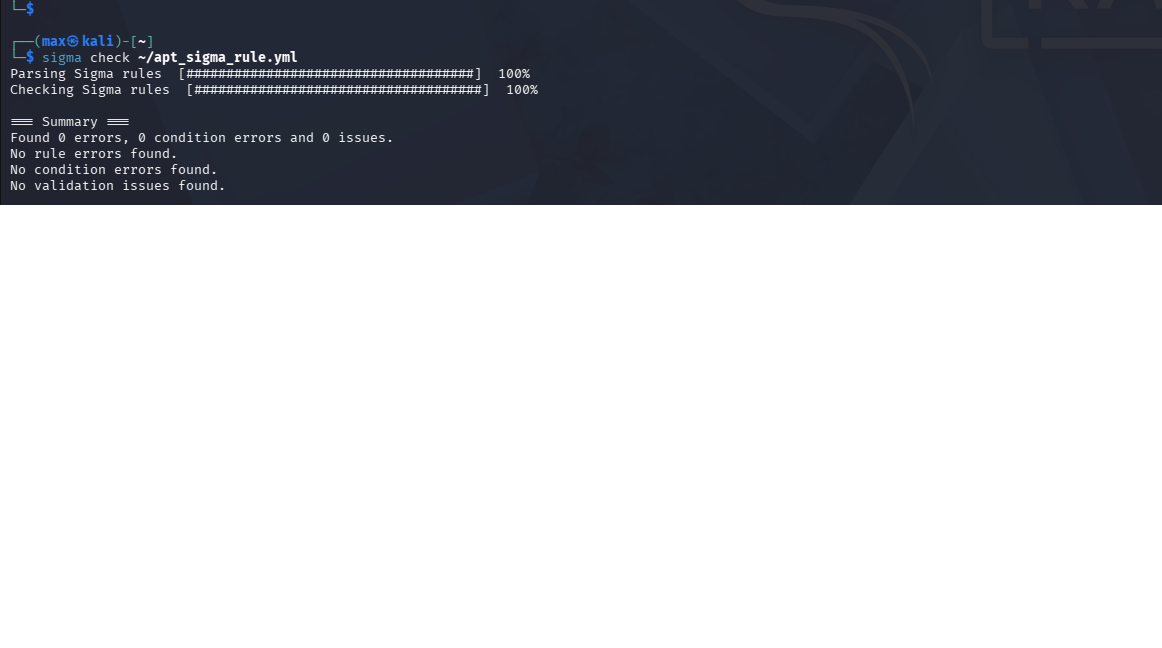 └─$
┌──(max㉿kali)-[~]
└─$ sigma check ~/apt_sigma_rule.yml
Parsing Sigma rules  [####################################]  100%
Checking Sigma rules  [####################################]  100%
=== Summary ===
Found 0 errors, 0 condition errors and 0 issues.
No rule errors found.
No condition errors found.
No validation issues found.